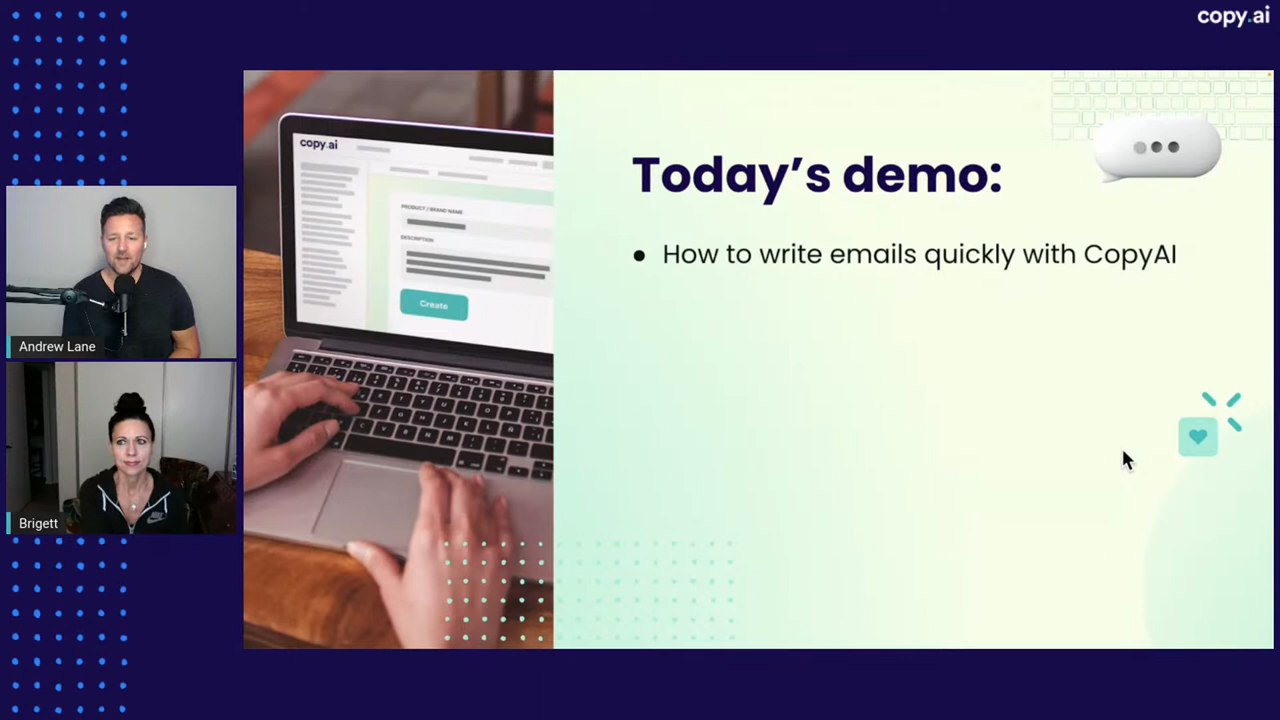 copy.ai
Today's demo:
• How to write emails quickly with CopyAI
copy.ai
PRODUCT / BRAND NAME
DESCRIPTION
Create
Andrew Lane
Brigett